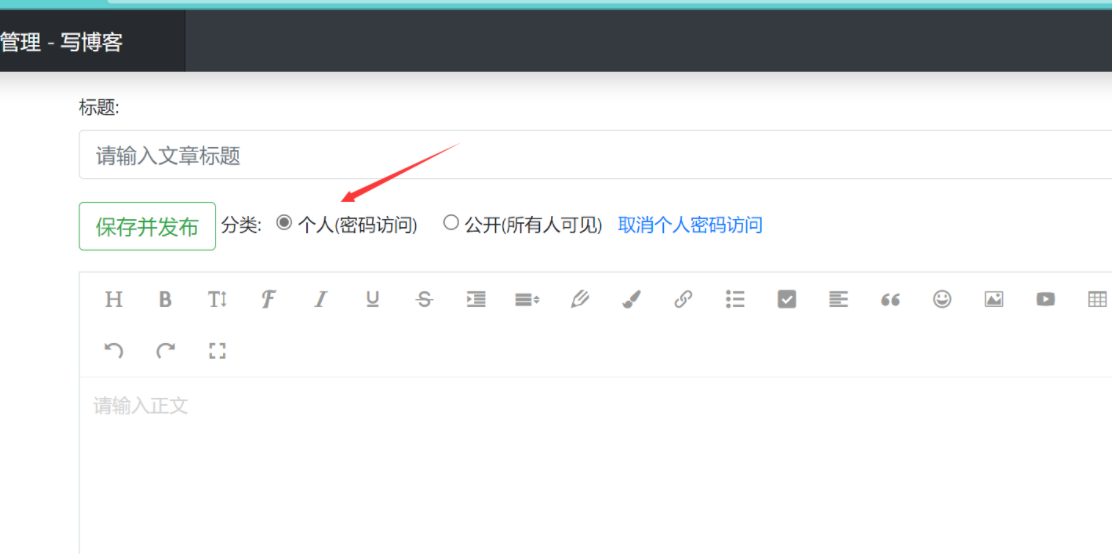 管理 - 写博客
标题:
请输入文章标题
保存并发布 分类: 个人(密码访问) 公开(所有人可见) 取消个人密码访问
请输入正文